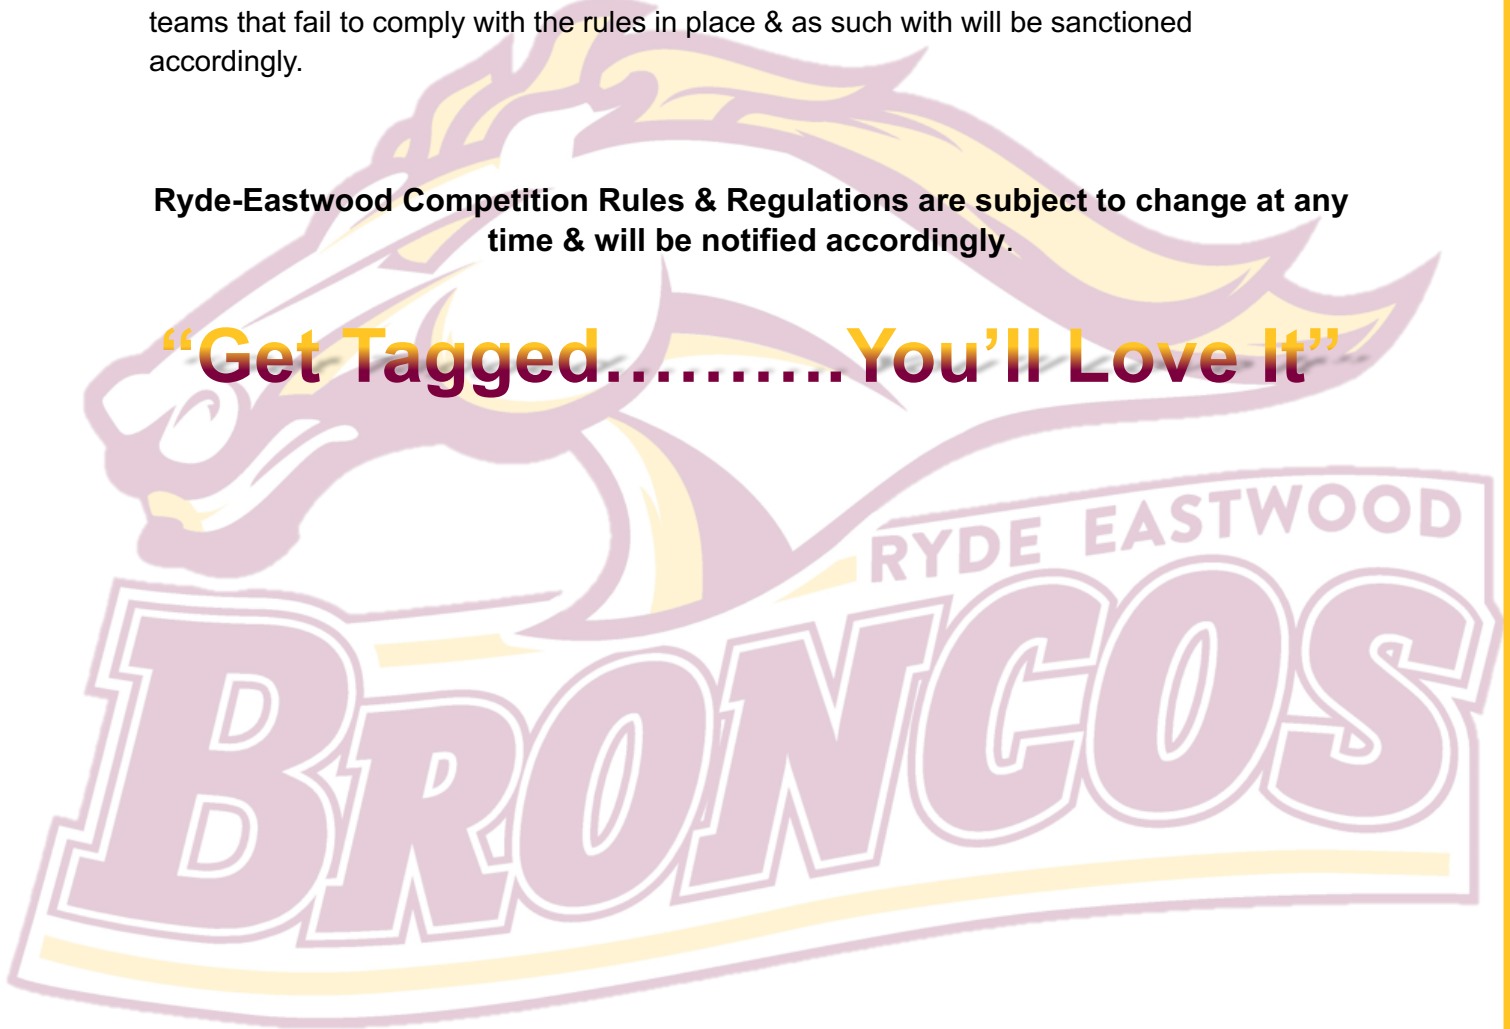 teams that fail to comply with the rules in place & as such with will be sanctioned
accordingly.
Ryde-Eastwood Competition Rules & Regulations are subject to change at any
time & will be notified accordingly.
“Get Tagged……….You’ll Love It”
RYDE EASTWOOD
BRONCOS